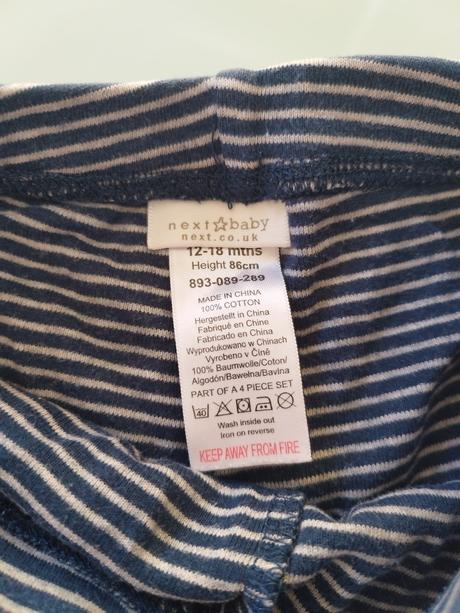 next☆baby
next.co.uk
12-18 mths
Height 86cm
893-089-289
MADE IN CHINA
100% COTTON
Hergestellt in China
Fabriqué en Chine
Fabricado en China
Wyprodukowano w Chinach
Vyrobeno v Číně
100% Baumwolle/Coton/
Algodón/Bawełna/Bavlna
PART OF A 4 PIECE SET
40
Wash inside out
Iron on reverse
KEEP AWAY FROM FIRE